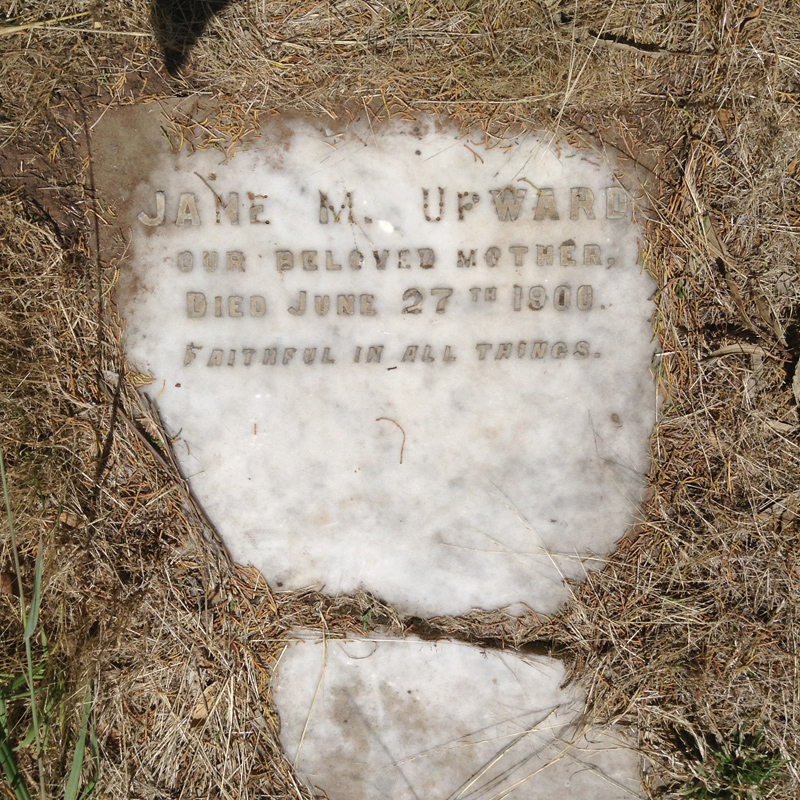 JANE M. UPWARD
OUR BELOVED MOTHER,
DIED JUNE 27TH 1900.
FAITHFUL IN ALL THINGS.